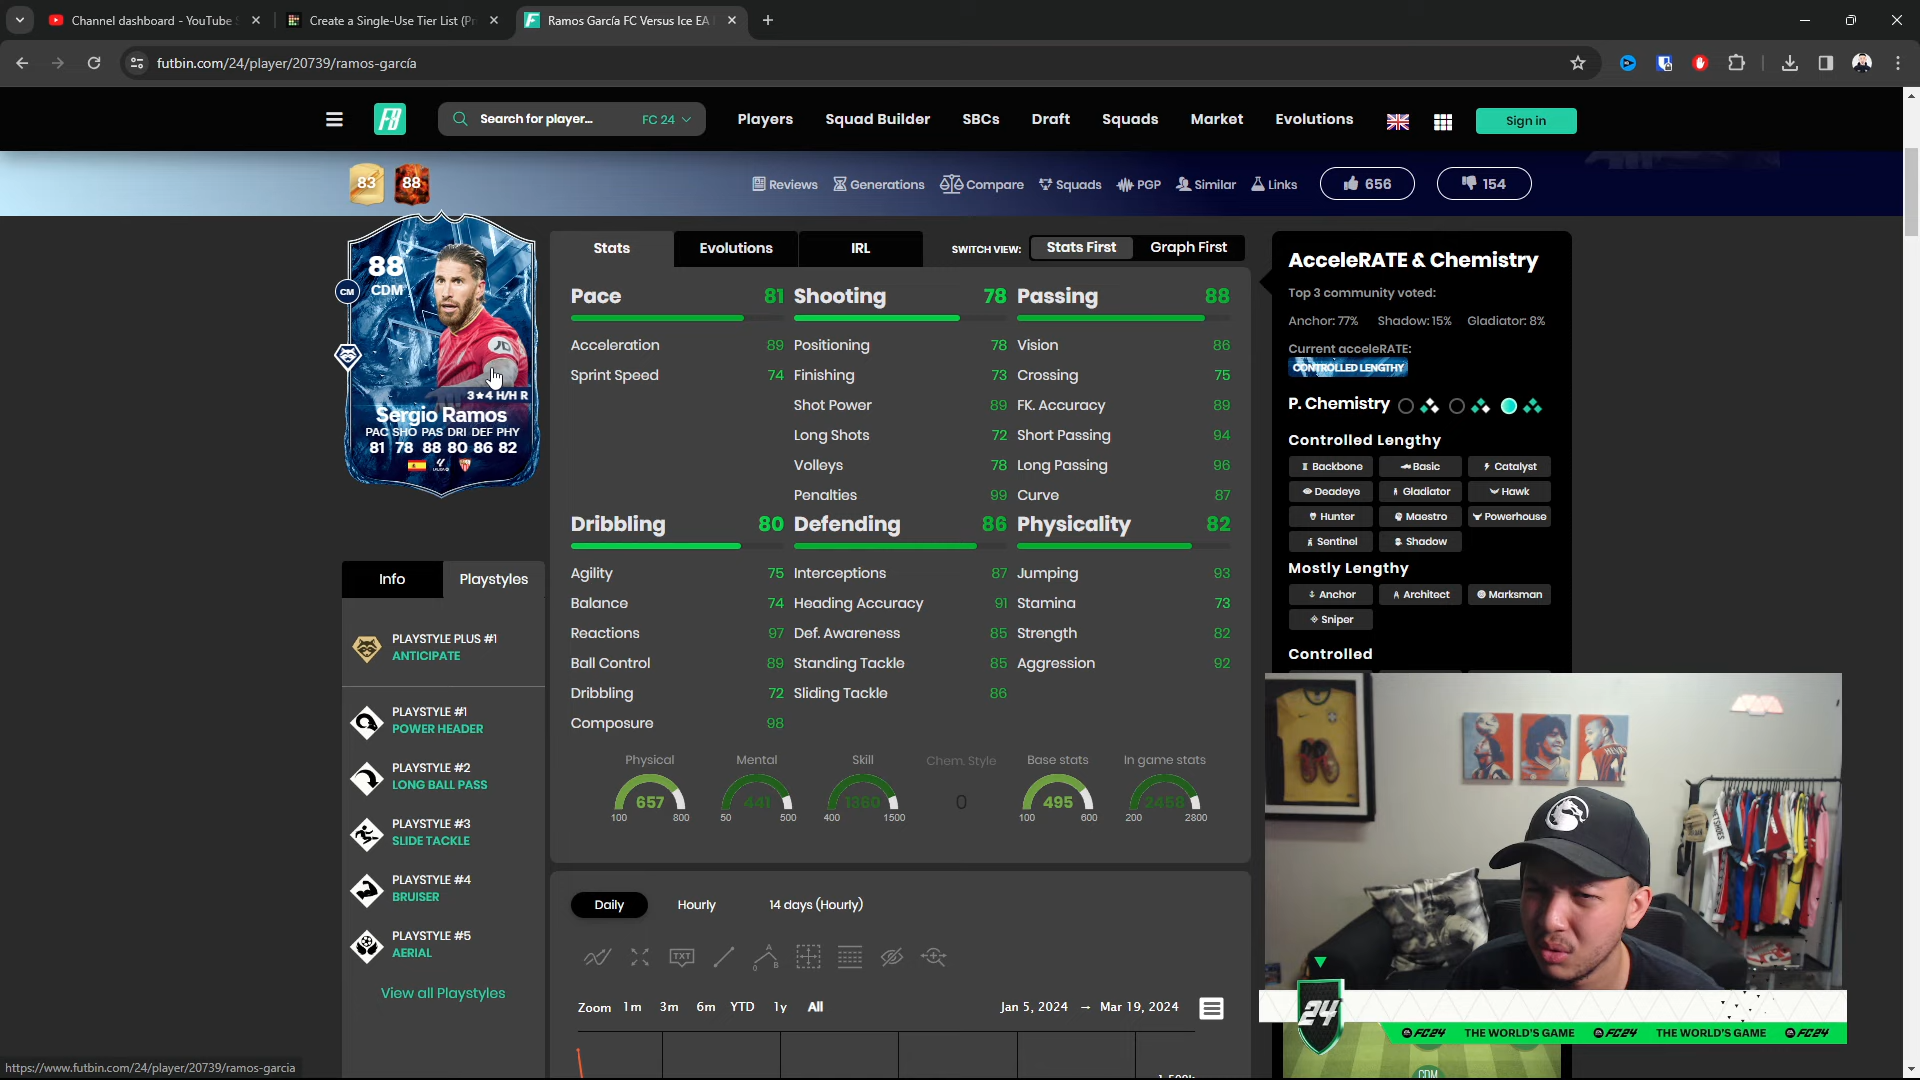 Channel dashboard - YouTube S
Create a Single-Use Tier List (Pr
Ramos García FC Versus Ice EA
futbin.com/24/player/20739/ramos-garcía
Search for player...
FC 24
Players
Squad Builder
SBCs
Draft
Squads
Market
Evolutions
Sign in
83
88
Reviews
Generations
Compare
Squads
PGP
Similar
Links
656
154
88
CDM
CM
JD
3★4 H/H R
Sergio Ramos
PAC SHO PAS DRI DEF PHY
81 78 88 80 86 82
Stats
Evolutions
IRL
SWITCH VIEW:
Stats First
Graph First
Pace 81
Acceleration 89
Sprint Speed 74
Shooting 78
Positioning 78
Finishing 73
Shot Power 89
Long Shots 72
Volleys 78
Penalties 99
Passing 88
Vision 86
Crossing 75
FK. Accuracy 89
Short Passing 94
Long Passing 96
Curve 87
Dribbling 80
Agility 75
Balance 74
Reactions 97
Ball Control 89
Dribbling 72
Composure 98
Defending 86
Interceptions 87
Heading Accuracy 91
Def. Awareness 85
Standing Tackle 85
Sliding Tackle 86
Physicality 82
Jumping 93
Stamina 73
Strength 82
Aggression 92
Physical
657
100 800
Mental
441
50 500
Skill
1360
400 1500
Chem. Style
0
Base stats
495
100 600
In game stats
2458
200 2800
Info
Playstyles
PLAYSTYLE PLUS #1
ANTICIPATE
PLAYSTYLE #1
POWER HEADER
PLAYSTYLE #2
LONG BALL PASS
PLAYSTYLE #3
SLIDE TACKLE
PLAYSTYLE #4
BRUISER
PLAYSTYLE #5
AERIAL
View all Playstyles
AcceleRATE & Chemistry
Top 3 community voted:
Anchor: 77% Shadow: 15% Gladiator: 8%
Current acceleRATE:
CONTROLLED LENGTHY
P. Chemistry
Controlled Lengthy
Backbone
Basic
Catalyst
Deadeye
Gladiator
Hawk
Hunter
Maestro
Powerhouse
Sentinel
Shadow
Mostly Lengthy
Anchor
Architect
Marksman
Sniper
Controlled
Daily
Hourly
14 days (Hourly)
TXT
Zoom 1m 3m 6m YTD 1y All
Jan 5, 2024 → Mar 19, 2024
HENRY
24
FC24 THE WORLD'S GAME FC24 THE WORLD'S GAME FC24
CDM
https://www.futbin.com/24/player/20739/ramos-garcia